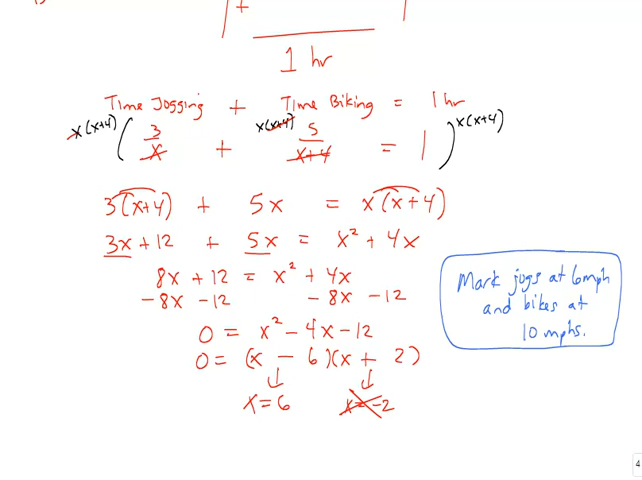 +
1 hr
Time Jogging + Time Biking = 1 hr
x(x+4) ( 3/x + x(x+4) 5/x+4 = 1 ) x(x+4)
3(x+4) + 5x = x(x+4)
3x + 12 + 5x = x² + 4x
8x + 12 = x² + 4x
-8x -12 -8x -12
0 = x² - 4x - 12
0 = (x - 6)(x + 2)
x = 6 x = -2
Mark jogs at 6mph
and bikes at
10 mphs.
4